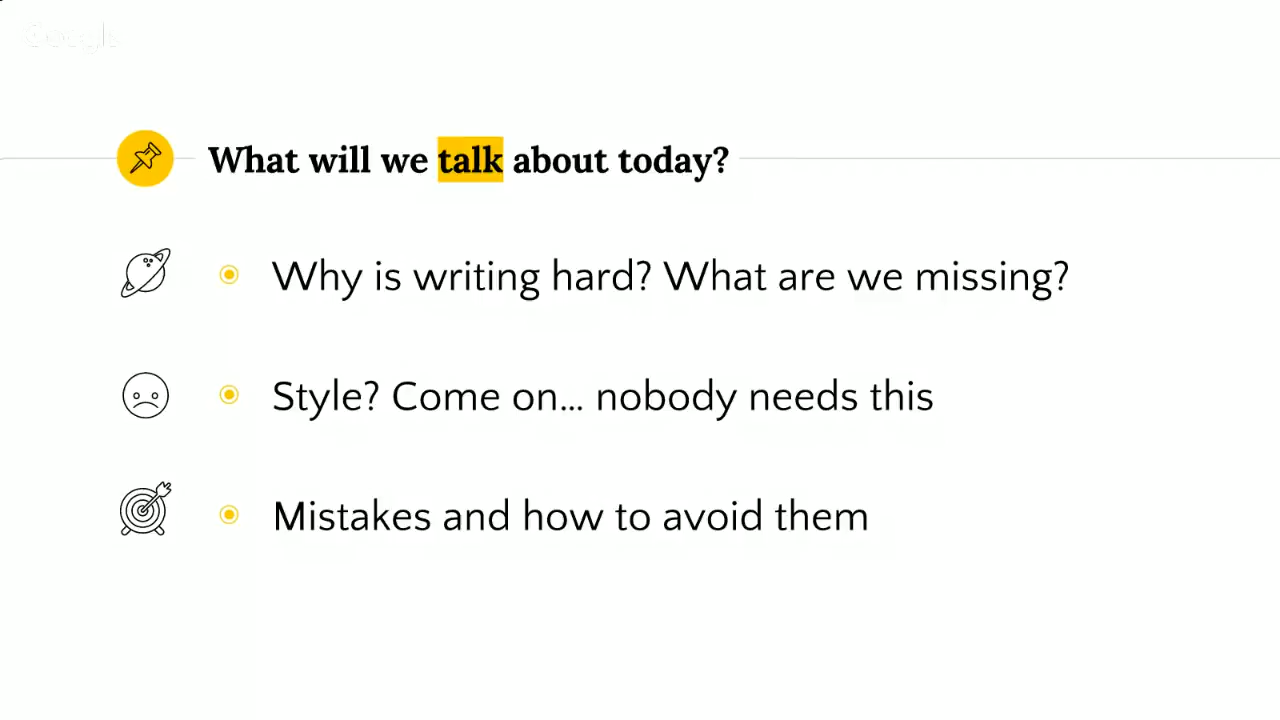 What will we talk about today?
Why is writing hard? What are we missing?
Style? Come on... nobody needs this
Mistakes and how to avoid them